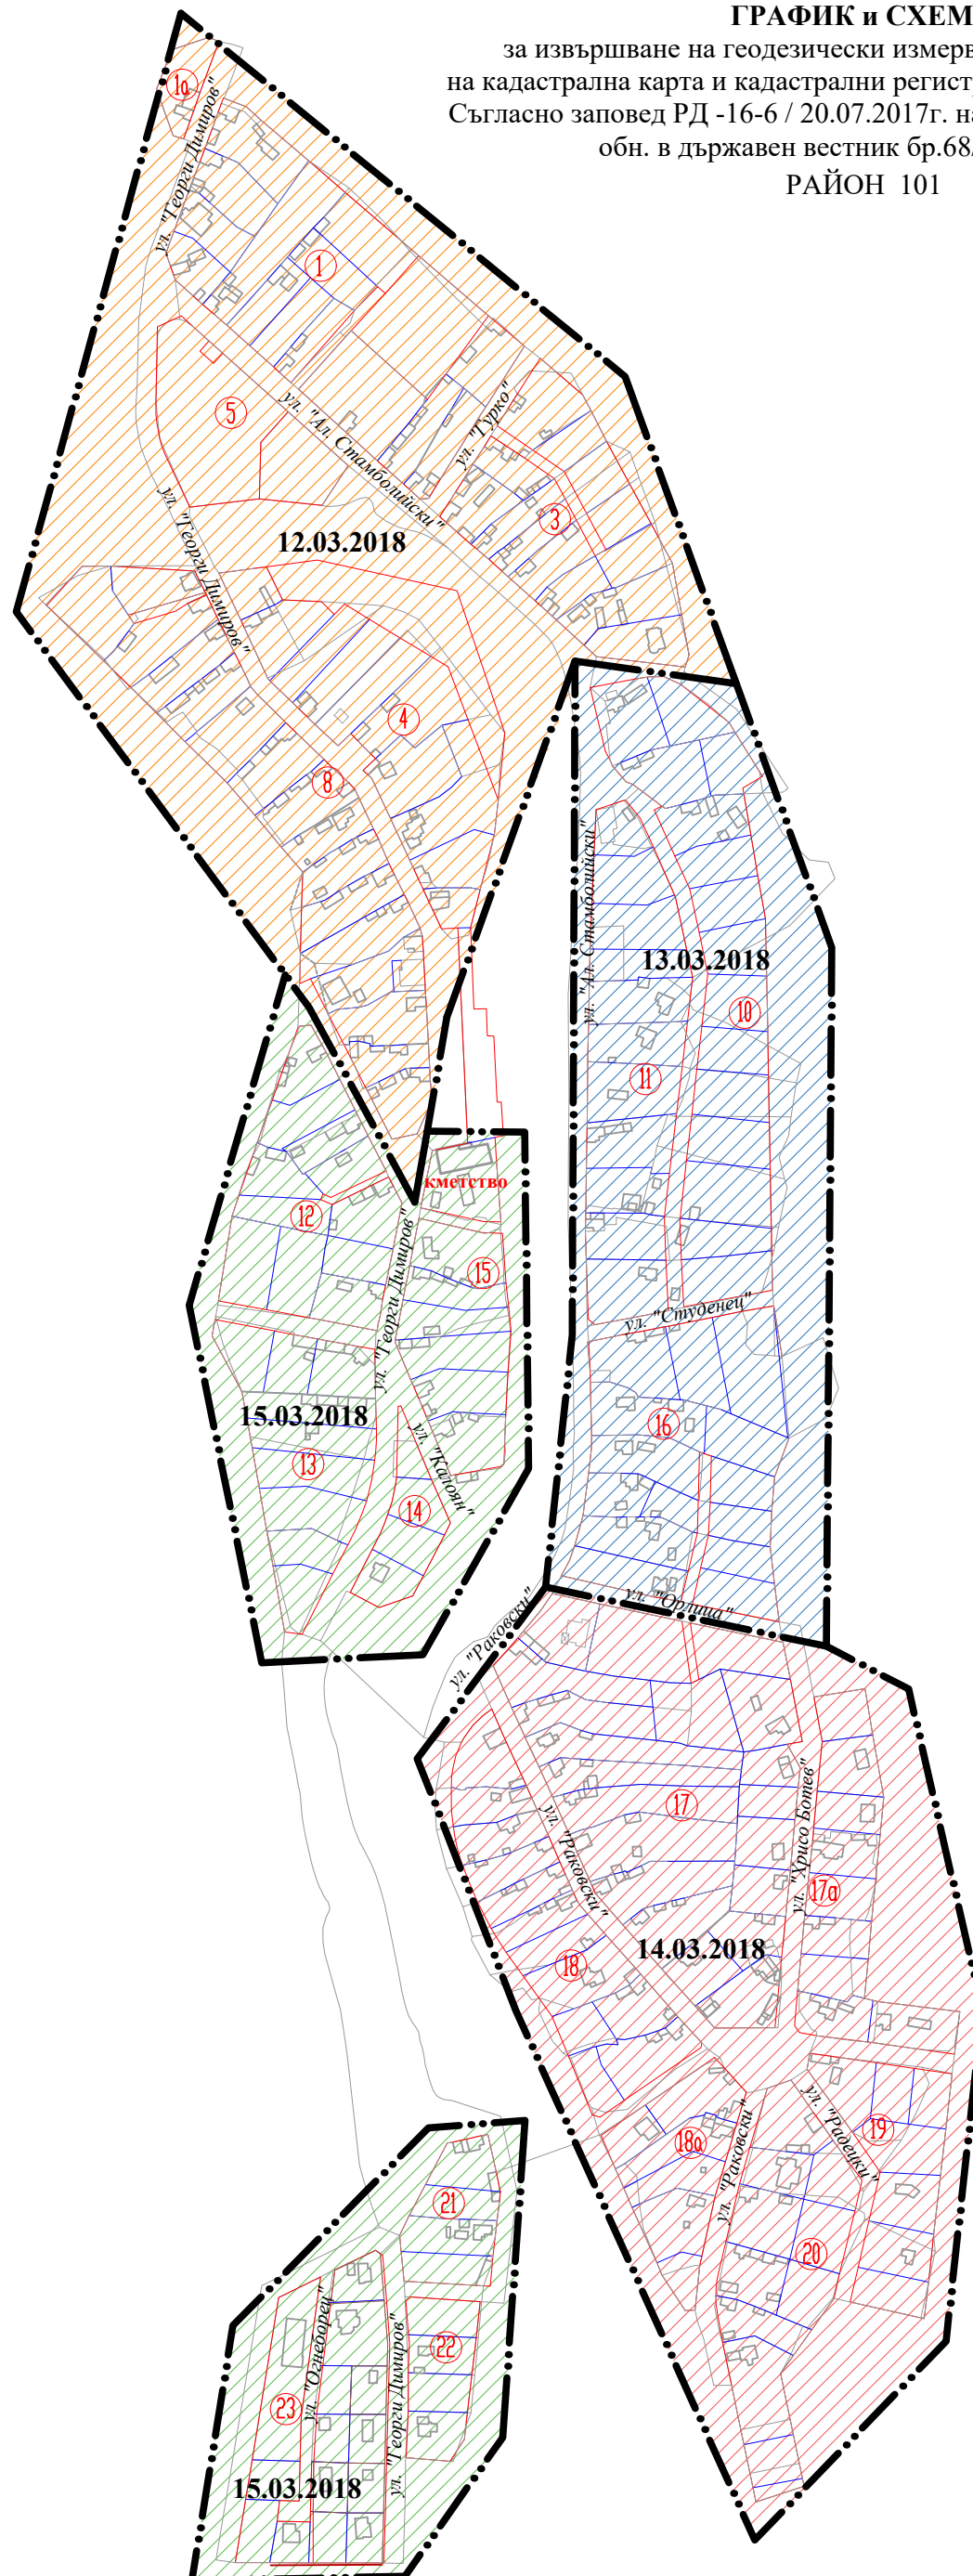 ГРАФИК и СХЕМ
за извършване на геодезически измерв
на кадастрална карта и кадастрални регистр
Съгласно заповед РД -16-6 / 20.07.2017г. на
обн. в държавен вестник бр.68
РАЙОН 101
1а
ул. "Георги Димиров"
1
5
ул. "Ал. Стамболийски"
ул. "Гурко"
3
ул. "Георги Димиров"
12.03.2018
4
8
ул. "Ал. Стамболийски"
13.03.2018
10
11
кметство
12
ул. "Георги Димиров"
15
ул. "Студенец"
15.03.2018
16
13
ул. "Калоян"
14
ул. "Орлица"
ул. "Раковски"
17
ул. "Раковски"
ул. "Хрисо Ботев"
17а
14.03.2018
18
18а
ул. "Раковски"
ул. "Радецки"
19
21
20
ул. "Огнеборец"
ул. "Георги Димиров"
22
23
15.03.2018